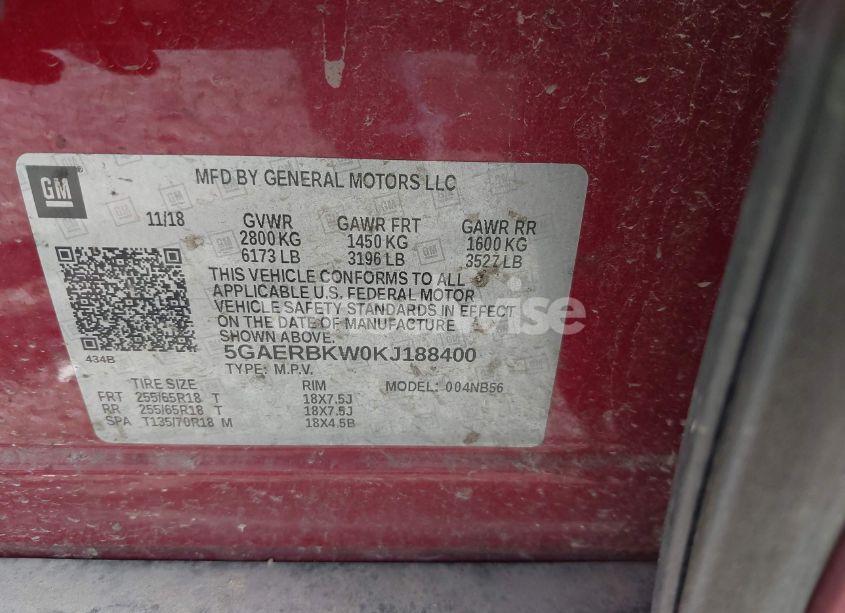 GM
MFD BY GENERAL MOTORS LLC
11/18 GVWR GAWR FRT GAWR RR
2800 KG 1450 KG 1600 KG
6173 LB 3196 LB 3527 LB
THIS VEHICLE CONFORMS TO ALL
APPLICABLE U.S. FEDERAL MOTOR
VEHICLE SAFETY STANDARDS IN EFFECT
ON THE DATE OF MANUFACTURE
SHOWN ABOVE.
434B
5GAERBKW0KJ188400
TYPE: M.P.V. MODEL: 004NB56
TIRE SIZE RIM
FRT 255/65R18 T 18X7.5J
RR 255/65R18 T 18X7.5J
SPA T135/70R18 M 18X4.5B